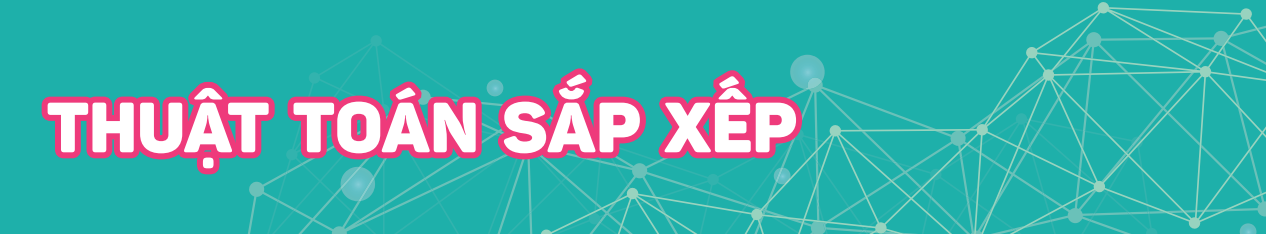 THUẬT TOÁN SẮP XẾP